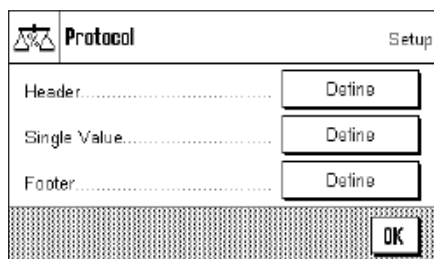 Protocol Setup
Header.............................. Define
Single Value....................... Define
Footer.............................. Define
OK